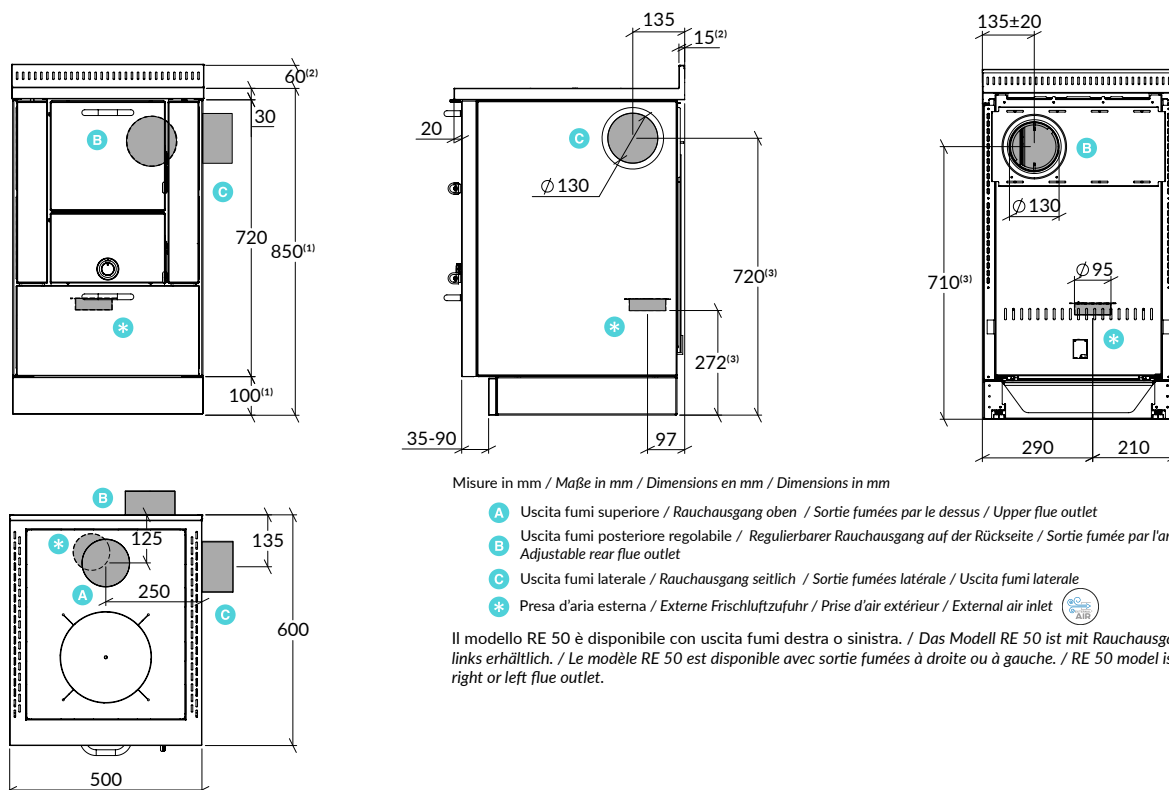 60(2)
30
B
C
720
850(1)
*
100(1)
135
15(2)
20
C
Ø 130
720(3)
*
272(3)
35-90
97
135±20
B
Ø 130
710(3)
Ø 95
*
290
210
B
*
125
135
A
250
C
600
500
Misure in mm / Maße in mm / Dimensions en mm / Dimensions in mm
A Uscita fumi superiore / Rauchausgang oben / Sortie fumées par le dessus / Upper flue outlet
B Uscita fumi posteriore regolabile / Regulierbarer Rauchausgang auf der Rückseite / Sortie fumée par l'ar
Adjustable rear flue outlet
C Uscita fumi laterale / Rauchausgang seitlich / Sortie fumées latérale / Uscita fumi laterale
* Presa d'aria esterna / Externe Frischluftzufuhr / Prise d'air extérieur / External air inlet
AIR
Il modello RE 50 è disponibile con uscita fumi destra o sinistra. / Das Modell RE 50 ist mit Rauchausga
links erhältlich. / Le modèle RE 50 est disponible avec sortie fumées à droite ou à gauche. / RE 50 model is
right or left flue outlet.